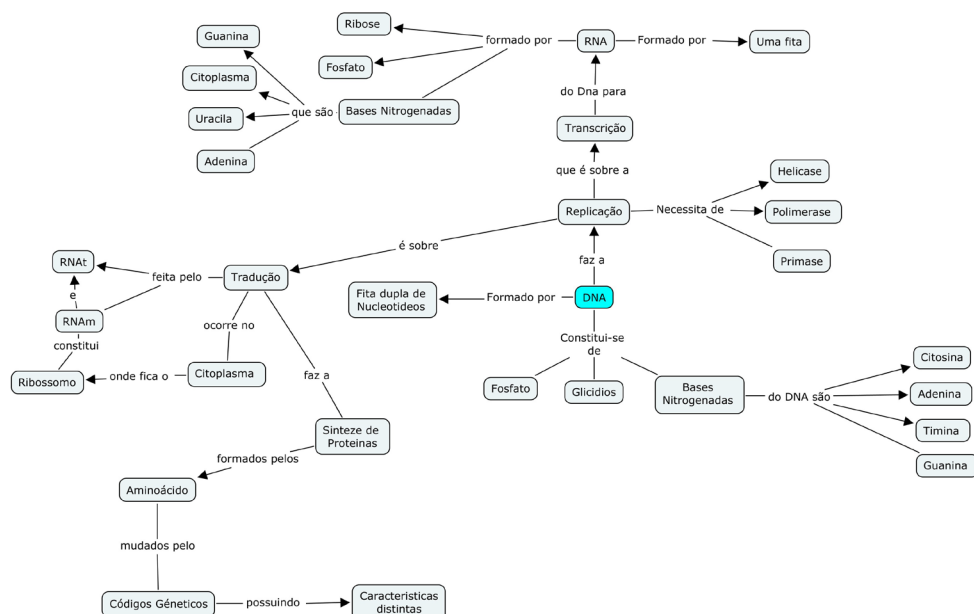 Ribose
Guanina
formado por
RNA
Formado por
Uma fita
Fosfato
Citoplasma
do Dna para
Uracila
que são
Bases Nitrogenadas
Transcrição
Adenina
que é sobre a
Helicase
Replicação
Necessita de
Polimerase
é sobre
Primase
RNAt
feita pelo
Tradução
faz a
e
Fita dupla de
Nucleotideos
Formado por
DNA
RNAm
ocorre no
constitui
Constitui-se
de
Citosina
Ribossomo
onde fica o
Citoplasma
faz a
Fosfato
Glicidios
Bases
Nitrogenadas
do DNA são
Adenina
Timina
Sinteze de
Proteinas
Guanina
formados pelos
Aminoácido
mudados pelo
Códigos Géneticos
possuindo
Caracteristicas
distintas